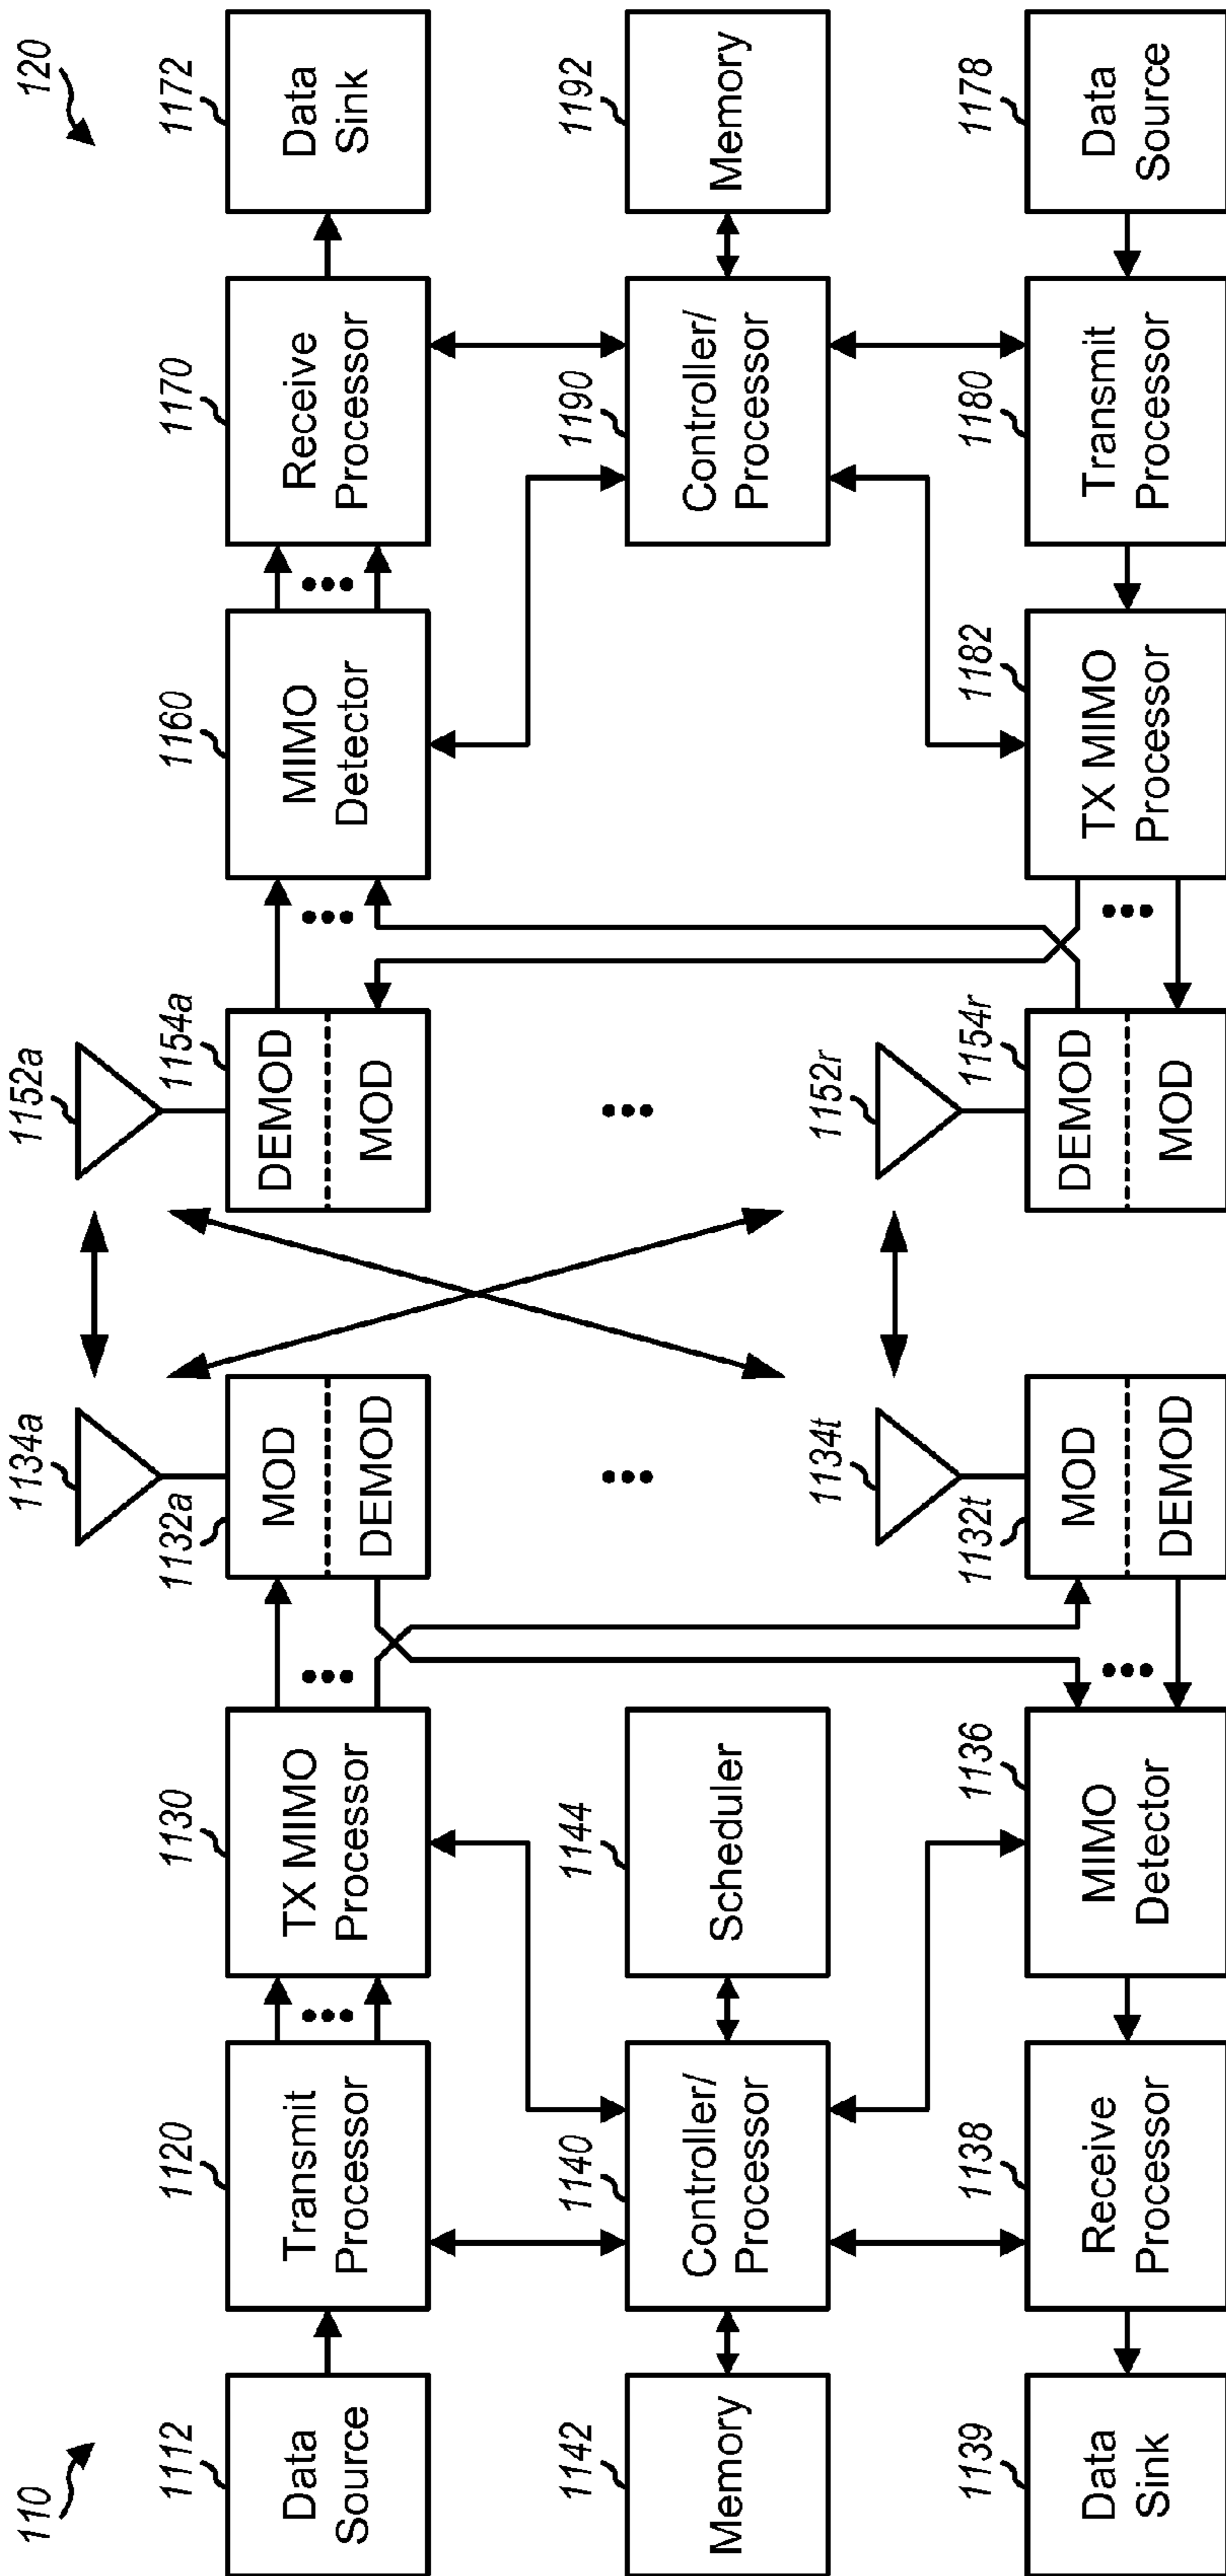 110
120
1112
Data
Source
1120
Transmit
Processor
•••
1130
TX MIMO
Processor
•••
1132a
MOD
DEMOD
1134a
1152a
1154a
DEMOD
MOD
•••
1160
MIMO
Detector
•••
1170
Receive
Processor
1172
Data
Sink
1142
Memory
1140
Controller/
Processor
1144
Scheduler
•••
•••
1190
Controller/
Processor
1192
Memory
1139
Data
Sink
1138
Receive
Processor
1136
MIMO
Detector
•••
1132t
MOD
DEMOD
1134t
1152r
1154r
DEMOD
MOD
•••
1182
TX MIMO
Processor
1180
Transmit
Processor
1178
Data
Source